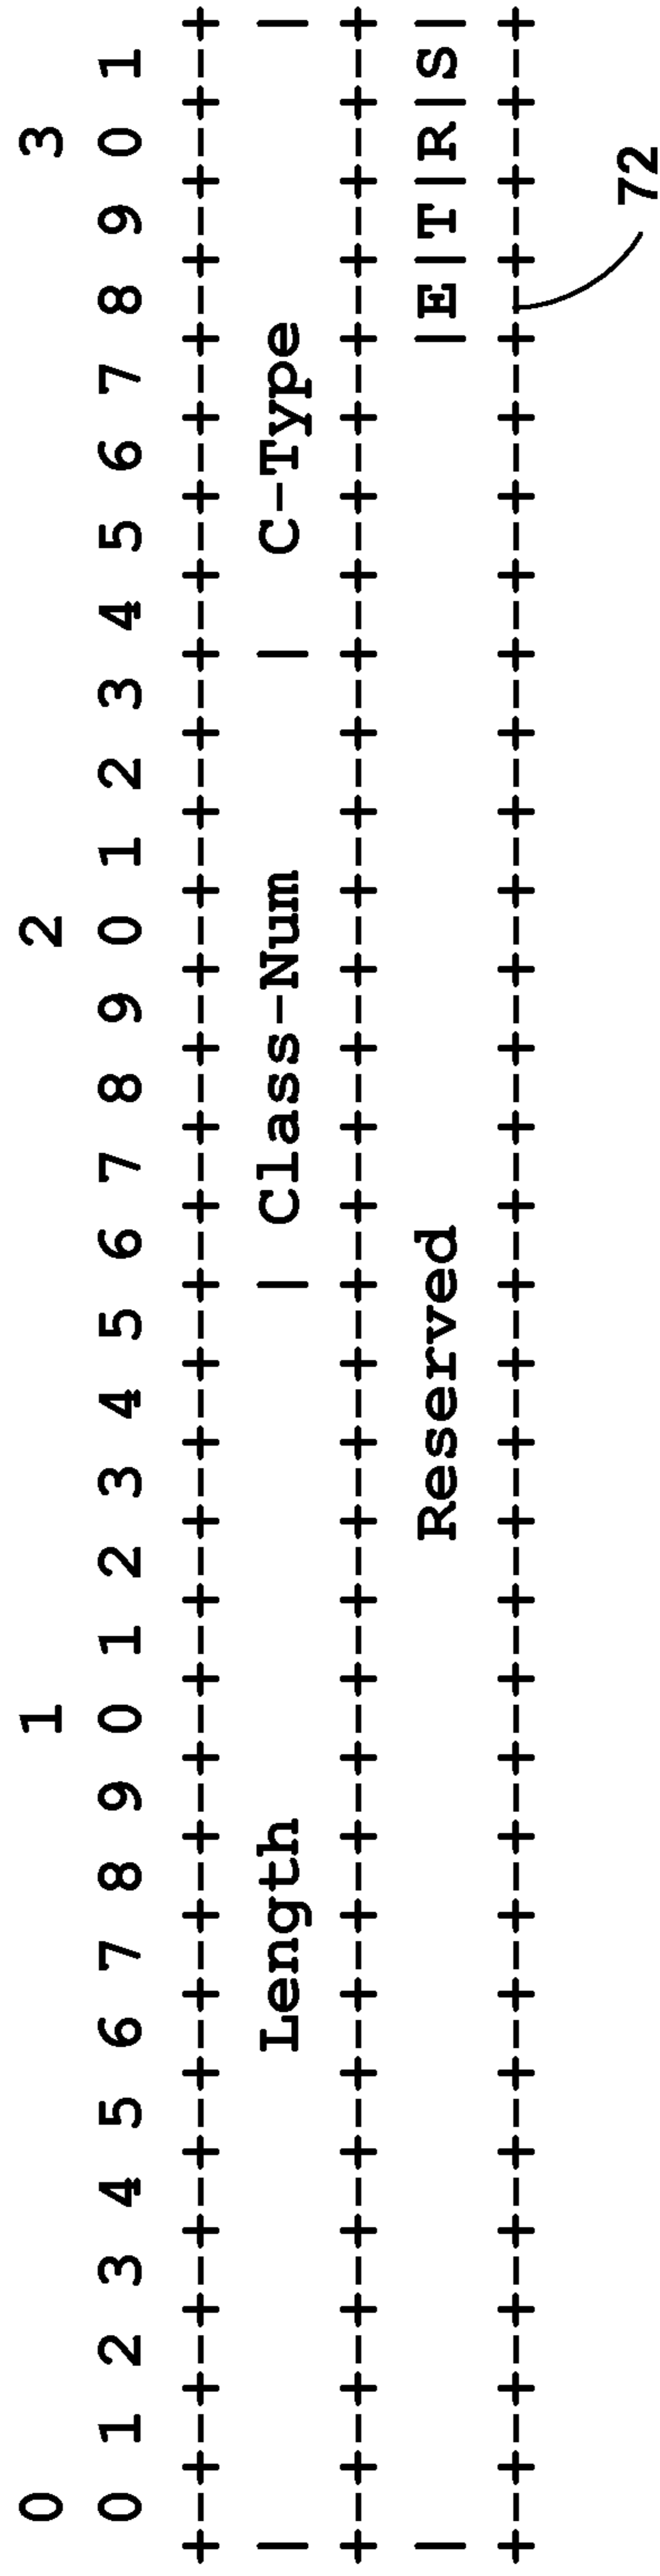 0                   1                   2                   3
 0 1 2 3 4 5 6 7 8 9 0 1 2 3 4 5 6 7 8 9 0 1 2 3 4 5 6 7 8 9 0 1
+-+-+-+-+-+-+-+-+-+-+-+-+-+-+-+-+-+-+-+-+-+-+-+-+-+-+-+-+-+-+-+-+
|            Length             | Class-Num     |  C-Type       |
+-+-+-+-+-+-+-+-+-+-+-+-+-+-+-+-+-+-+-+-+-+-+-+-+-+-+-+-+-+-+-+-+
|                         Reserved                      |E|T|R|S|
+-+-+-+-+-+-+-+-+-+-+-+-+-+-+-+-+-+-+-+-+-+-+-+-+-+-+-+-+-+-+-+-+
72